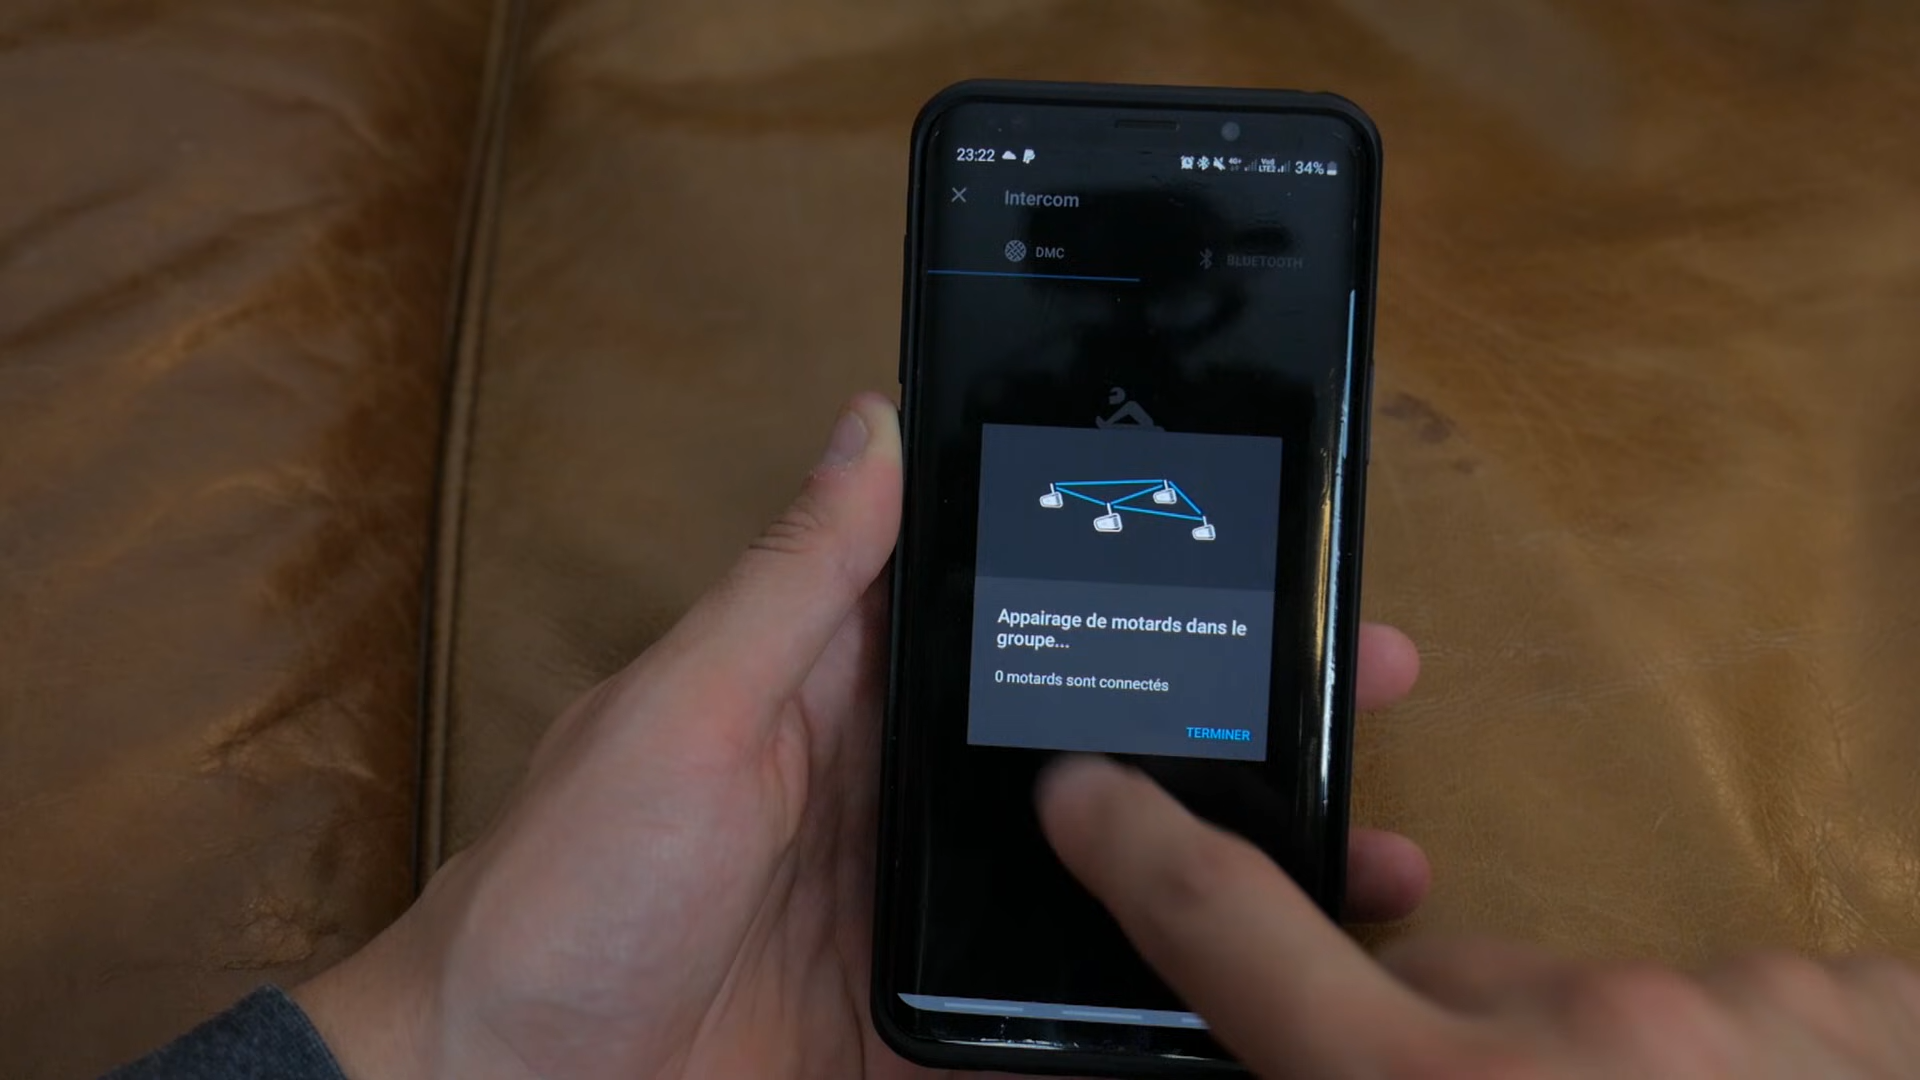 23:22 34%
Intercom
DMC BLUETOOTH
Appairage de motards dans le
groupe...
0 motards sont connectés
TERMINER